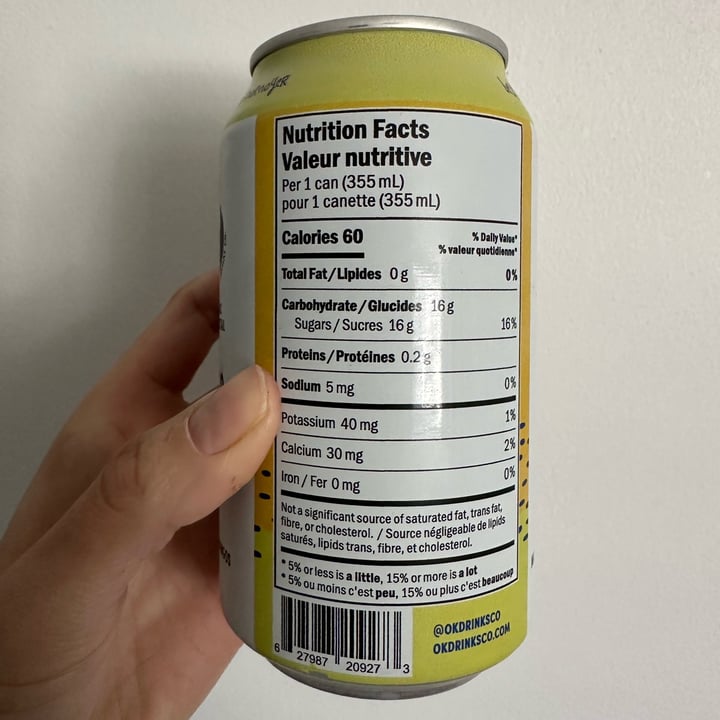 Nutrition Facts
Valeur nutritive
Per 1 can (355 mL)
pour 1 canette (355 mL)
Calories 60
% Daily Value*
% valeur quotidienne*
Total Fat / Lipides 0 g 0%
Carbohydrate / Glucides 16 g
Sugars / Sucres 16 g 16%
Proteins / Protéines 0.2 g
Sodium 5 mg 0%
Potassium 40 mg 1%
Calcium 30 mg 2%
Iron / Fer 0 mg 0%
Not a significant source of saturated fat, trans fat,
fibre, or cholesterol. / Source négligeable de lipids
saturés, lipids trans, fibre, et cholesterol.
* 5% or less is a little, 15% or more is a lot
* 5% ou moins c'est peu, 15% ou plus c'est beaucoup
6 27987 20927 3
@OKDRINKSCO
OKDRINKSCO.COM